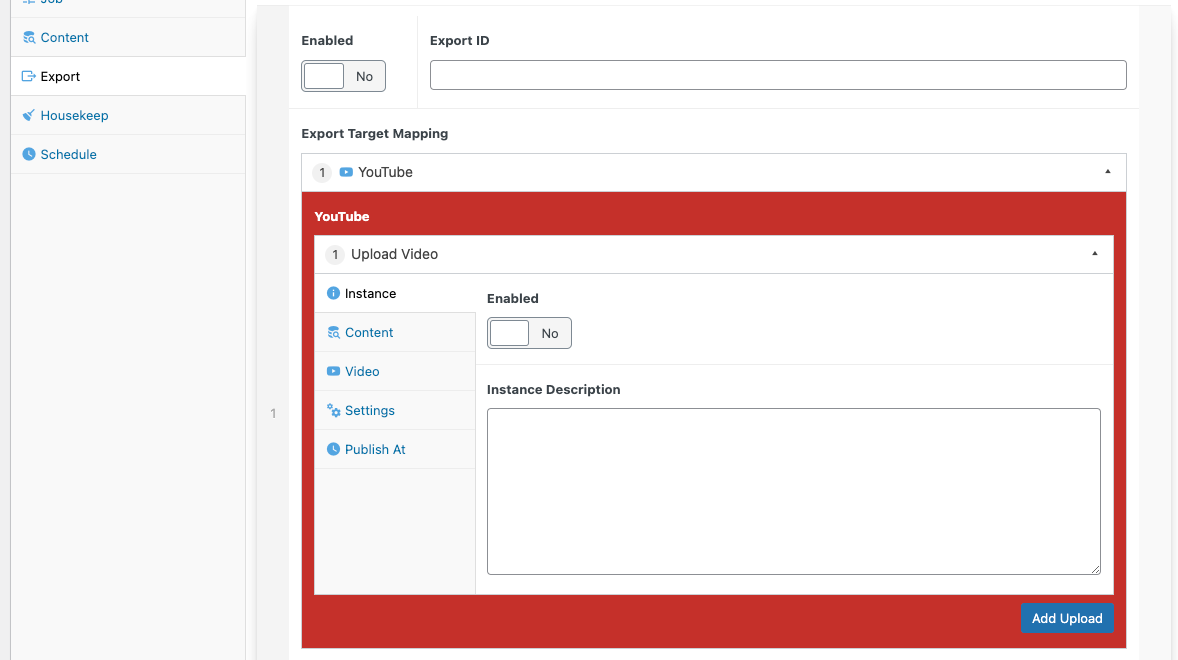 Job
Content
Export
Housekeep
Schedule
Enabled
Export ID
No
Export Target Mapping
1 YouTube
YouTube
1 Upload Video
Instance
Content
Video
Settings
Publish At
Enabled
No
Instance Description
1
Add Upload